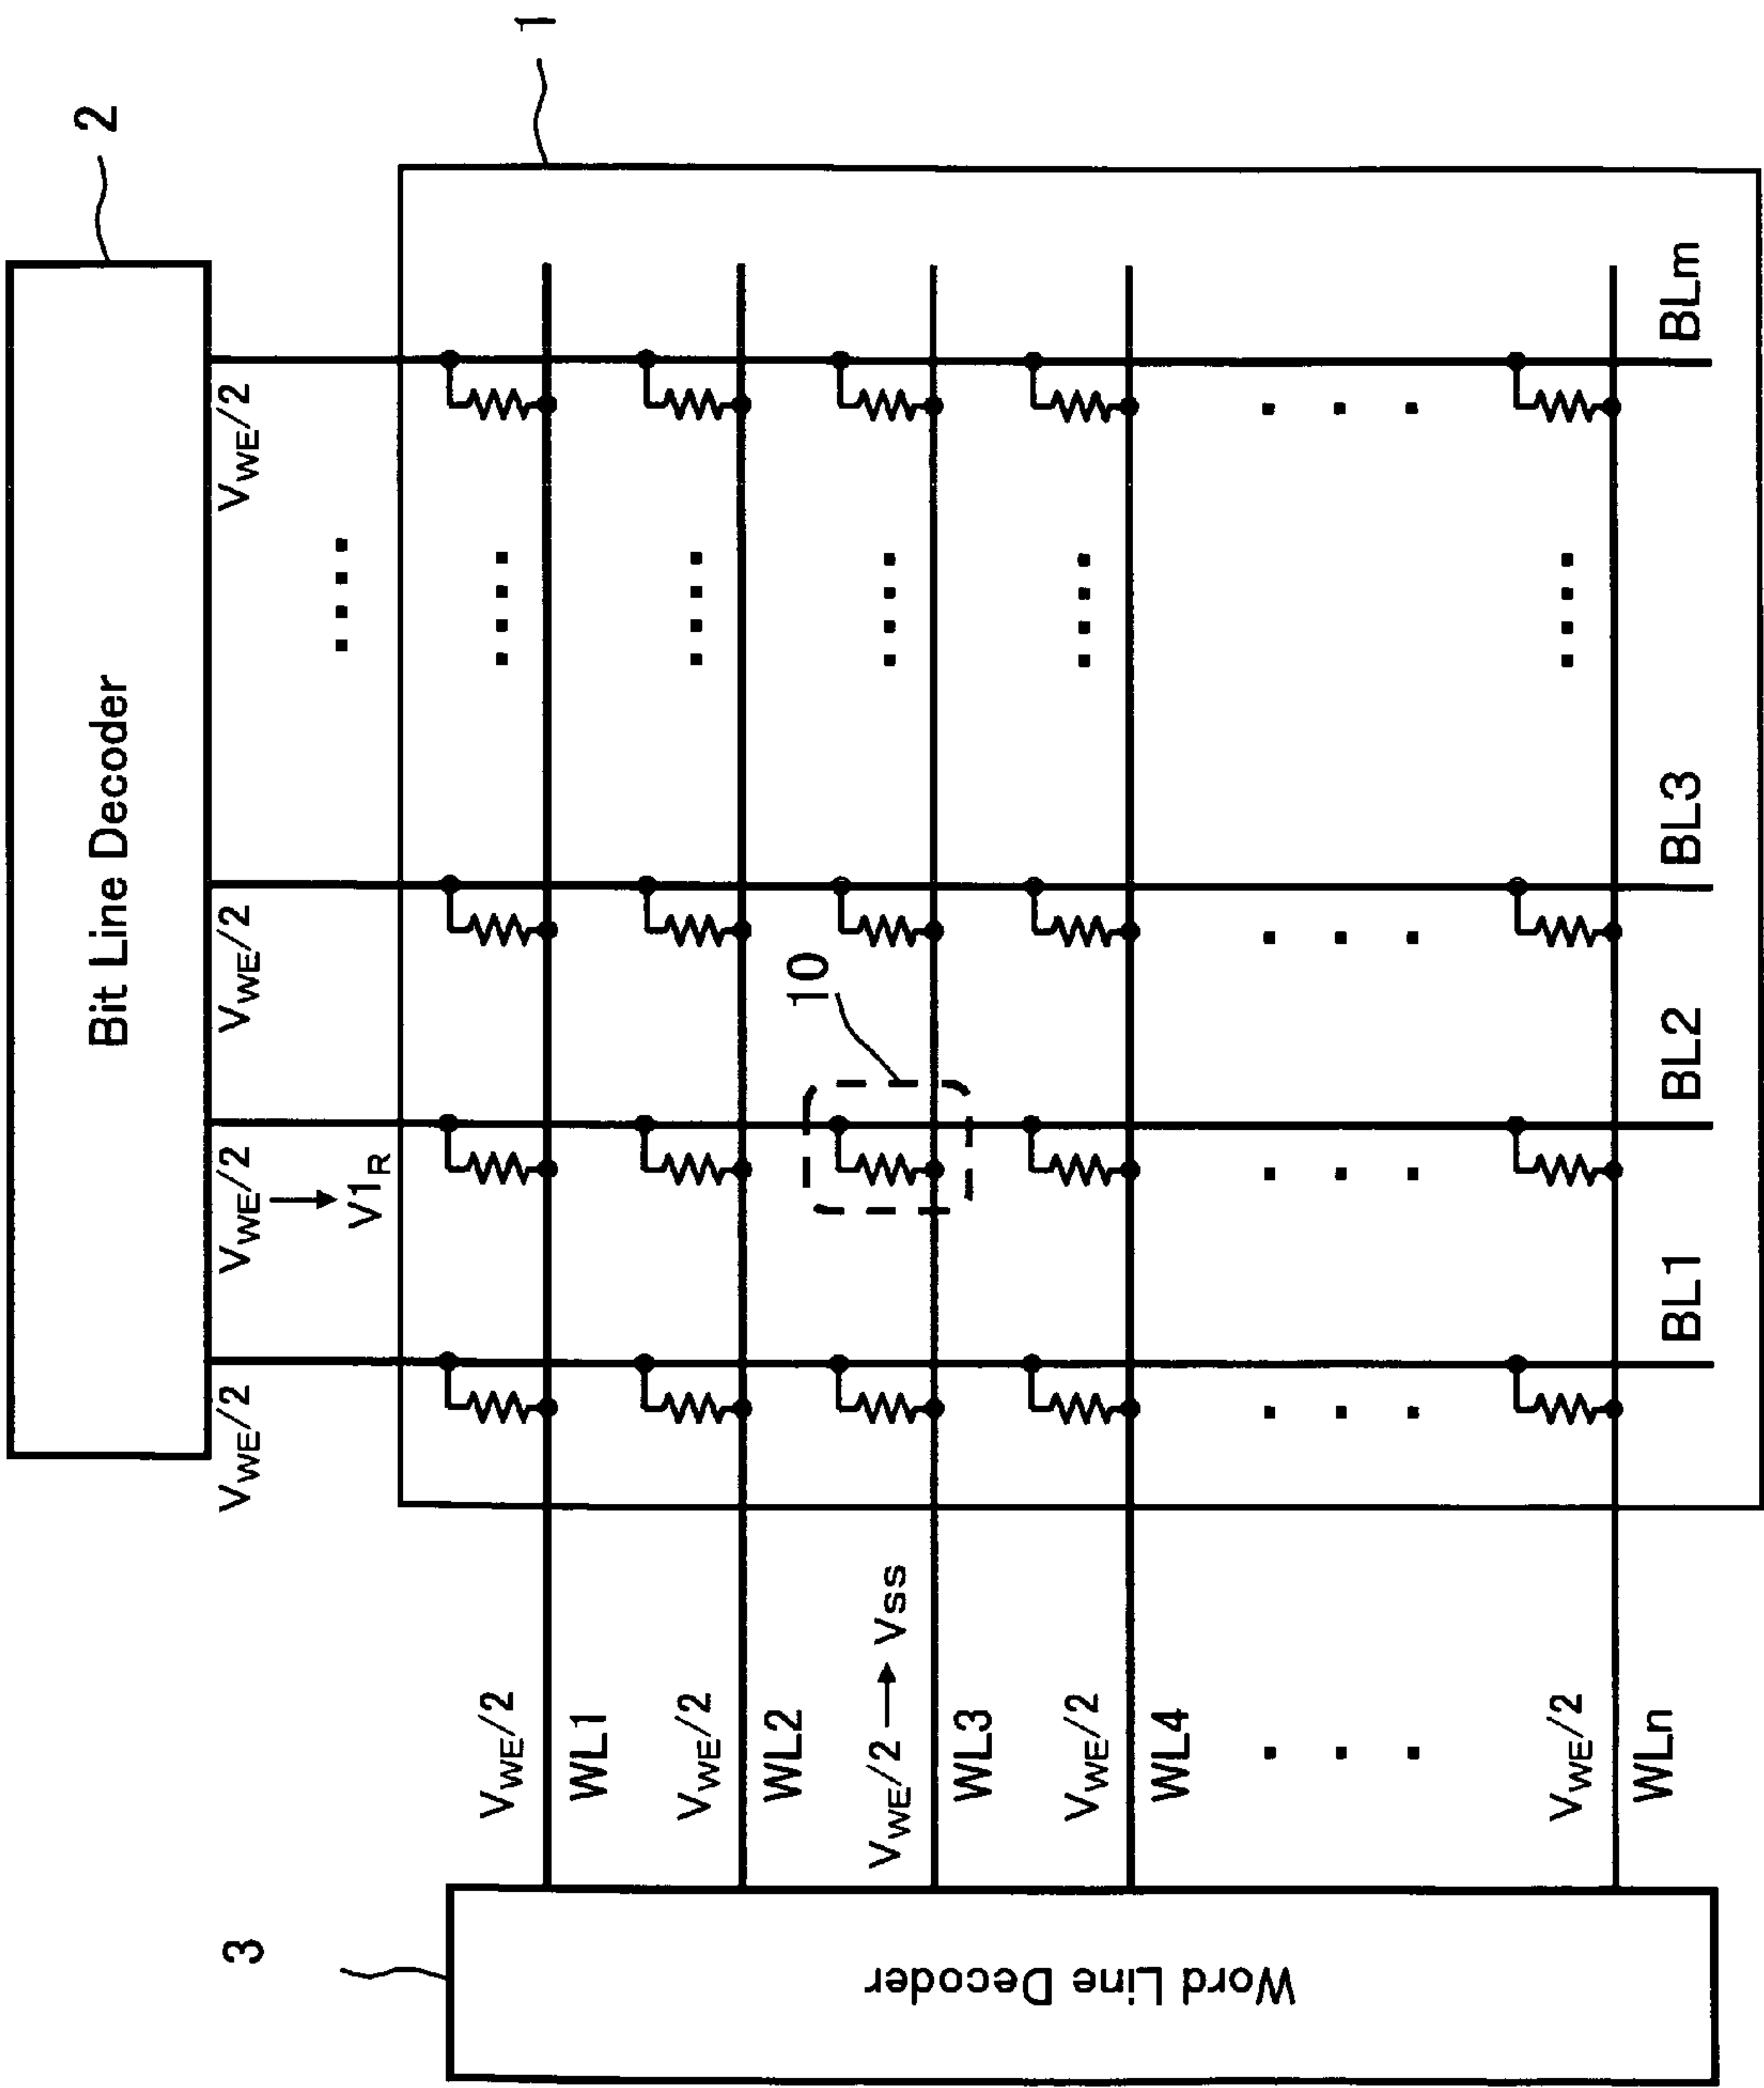 2
Bit Line Decoder
1
V_WE/2
V_WE/2
V1_R
V_WE/2
V_WE/2
3
Word Line Decoder
V_WE/2
WL1
V_WE/2
WL2
V_WE/2 → Vss
WL3
10
V_WE/2
WL4
V_WE/2
WLn
BL1
BL2
BL3
BLm